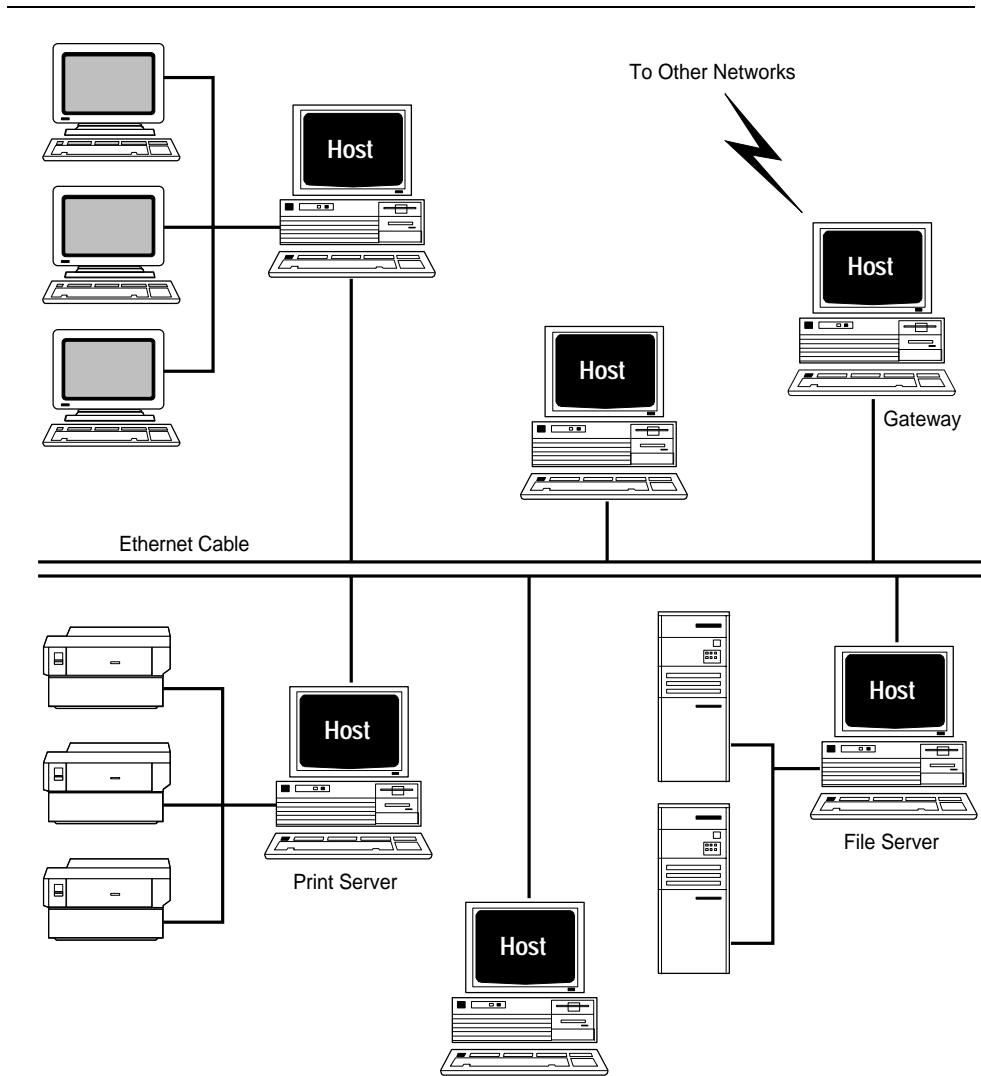 To Other Networks
Host
Host
Host
Gateway
Ethernet Cable
Host
Host
File Server
Print Server
Host